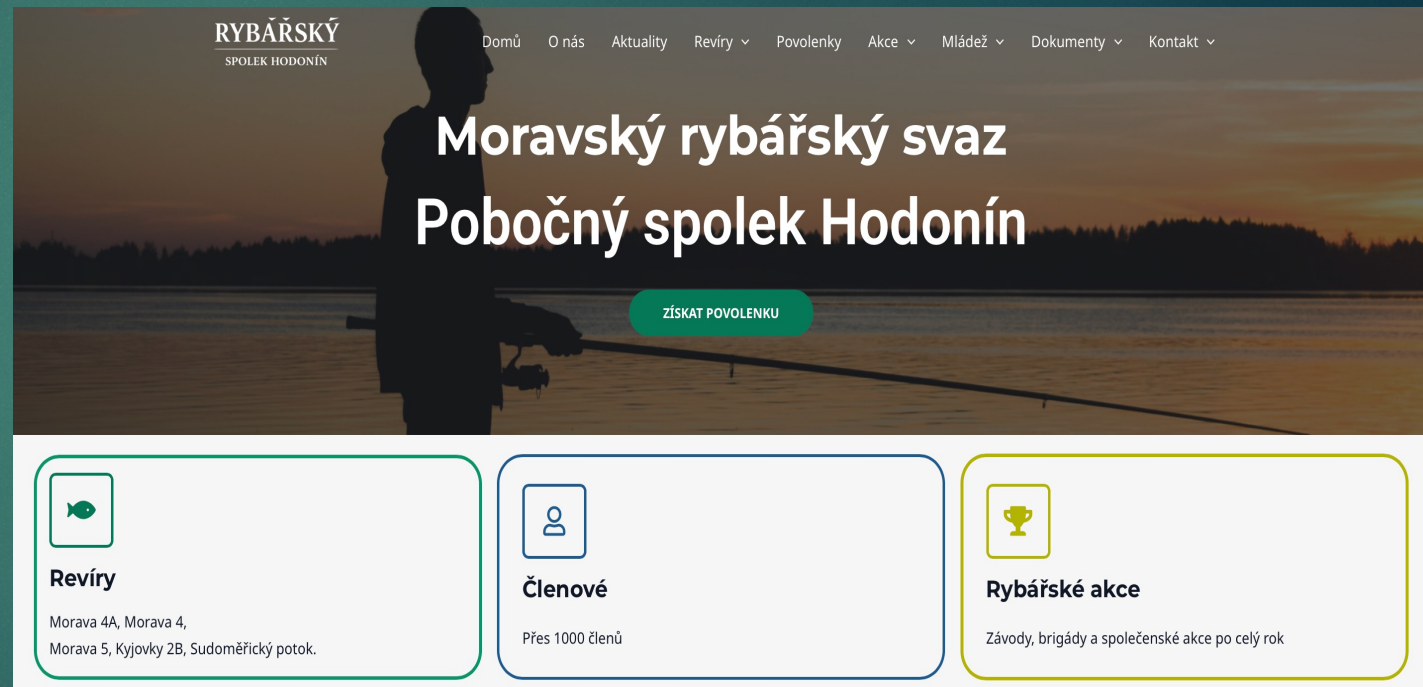 RYBÁŘSKÝ
SPOLEK HODONÍN
Domů O nás Aktuality Revíry Povolenky Akce Mládež Dokumenty Kontakt
Moravský rybářský svaz
Pobočný spolek Hodonín
ZÍSKAT POVOLENKU
Revíry
Morava 4A, Morava 4,
Morava 5, Kyjovky 2B, Sudoměřický potok.
Členové
Přes 1000 členů
Rybářské akce
Závody, brigády a společenské akce po celý rok